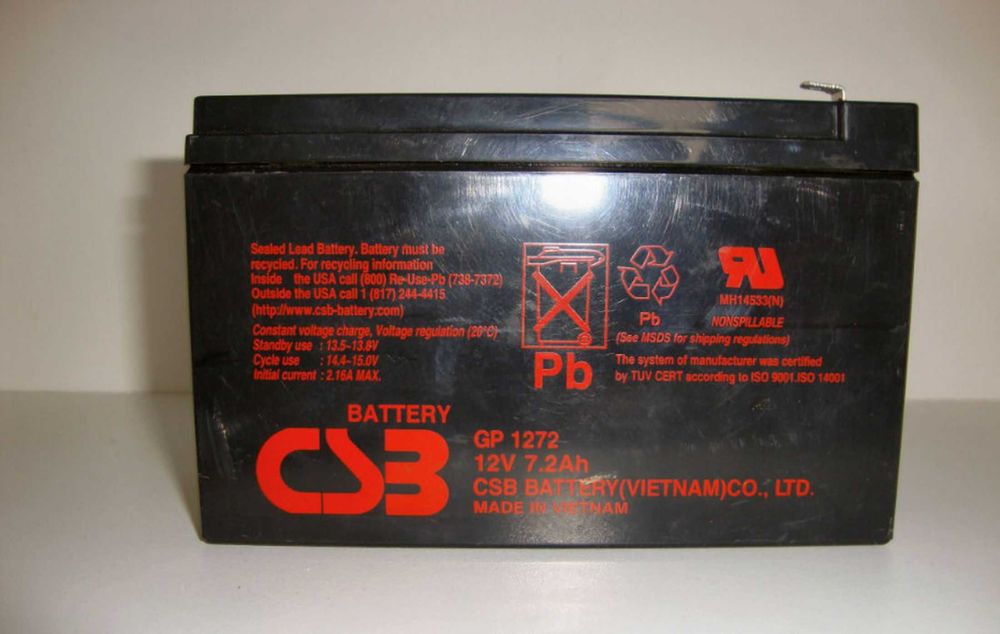 Sealed Lead Battery. Battery must be
recycled. For recycling information
Inside the USA call (800) Re-Use-Pb (738-7372)
Outside the USA call 1 (817) 244-4415
(http://www.csb-battery.com)
Constant voltage charge, Voltage regulation (20°C)
Standby use : 13.5–13.8V
Cycle use : 14.4–15.0V
Initial current : 2.16A MAX.
Pb
Pb
RU
MH14533(N)
NONSPILLABLE
(See MSDS for shipping regulations)
The system of manufacturer was certified
by TUV CERT according to ISO 9001.ISO 14001
BATTERY
CSB
GP 1272
12V 7.2Ah
CSB BATTERY(VIETNAM)CO., LTD.
MADE IN VIETNAM